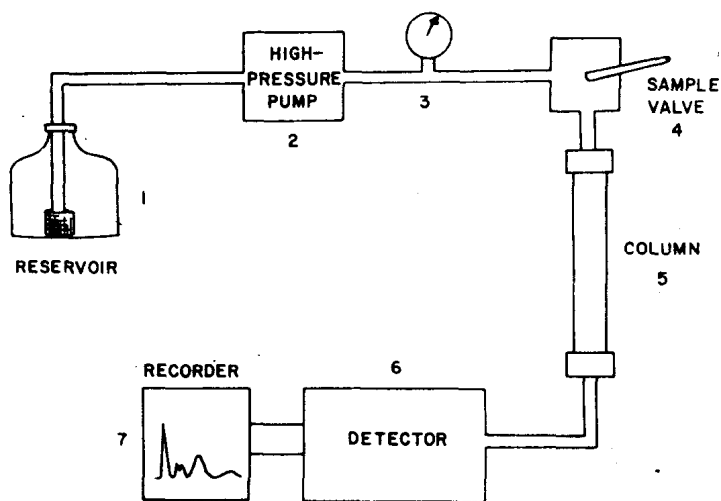 HIGH-
PRESSURE
PUMP
2
3
SAMPLE
VALVE
4
1
RESERVOIR
COLUMN
5
RECORDER
6
7
DETECTOR